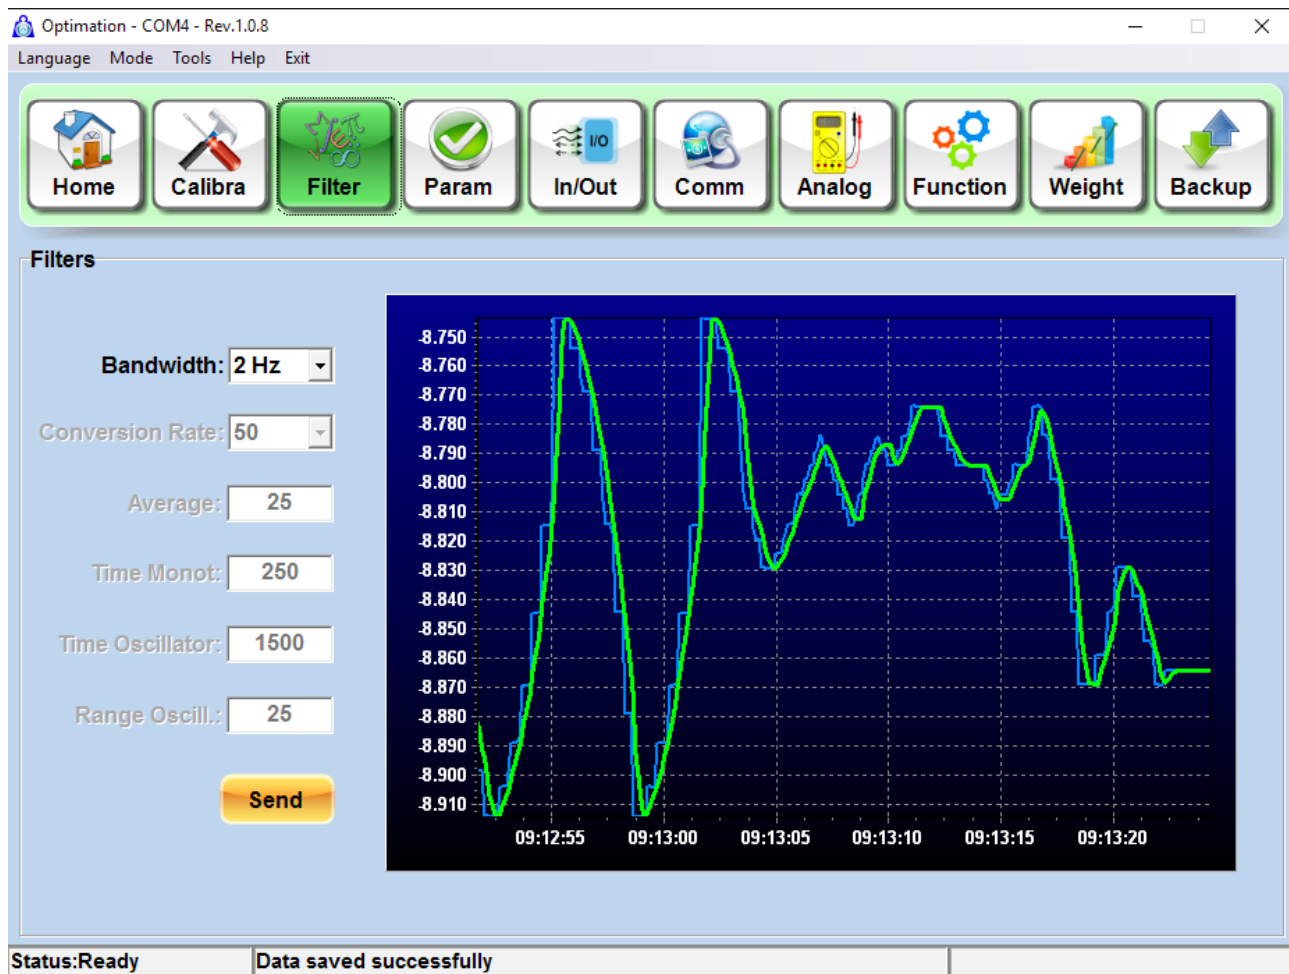 Optimation - COM4 - Rev.1.0.8
Language Mode Tools Help Exit
I/O
Home Calibra Filter Param In/Out Comm Analog Function Weight Backup
Filters
Bandwidth: 2 Hz
Conversion Rate: 50
Average: 25
Time Monot: 250
Time Oscillator: 1500
Range Oscill.: 25
Send
-8.750
-8.760
-8.770
-8.780
-8.790
-8.800
-8.810
-8.820
-8.830
-8.840
-8.850
-8.860
-8.870
-8.880
-8.890
-8.900
-8.910
09:12:55 09:13:00 09:13:05 09:13:10 09:13:15 09:13:20
Status:Ready Data saved successfully